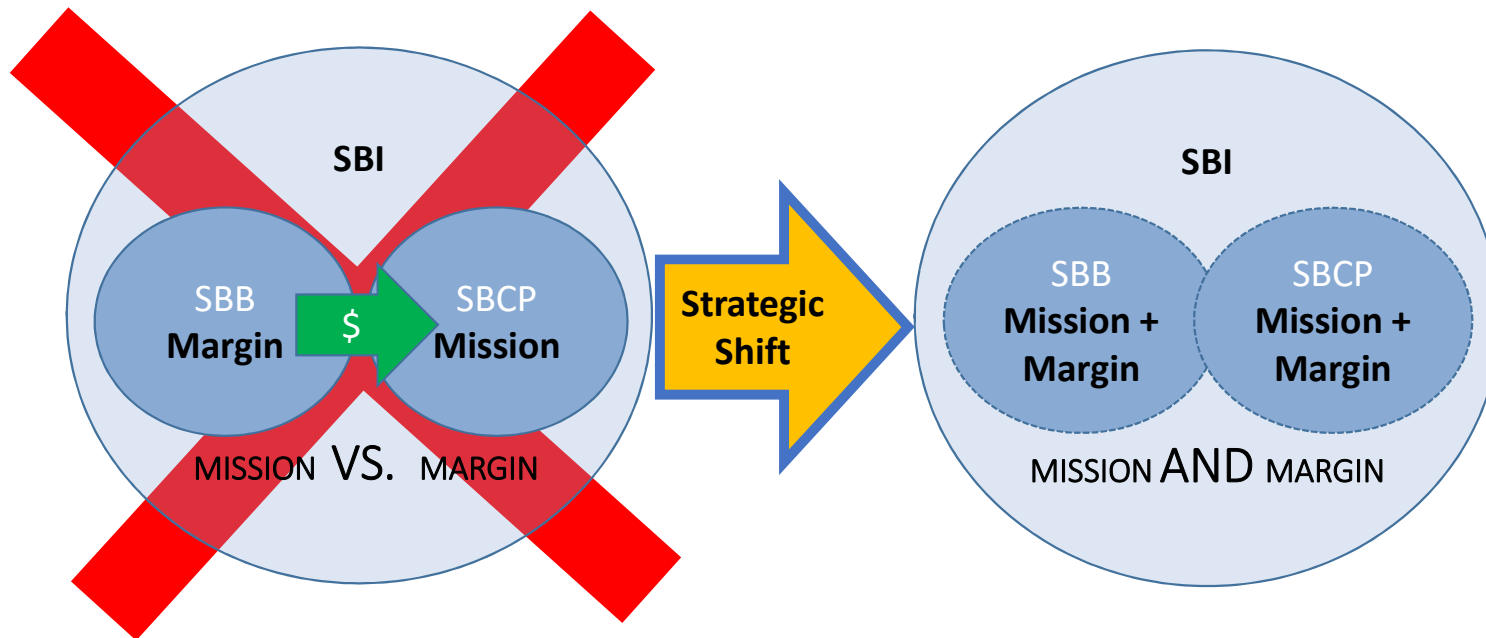 SBI
SBB
Margin
$
SBCP
Mission
MISSION VS. MARGIN
Strategic
Shift
SBI
SBB
Mission +
Margin
SBCP
Mission +
Margin
MISSION AND MARGIN